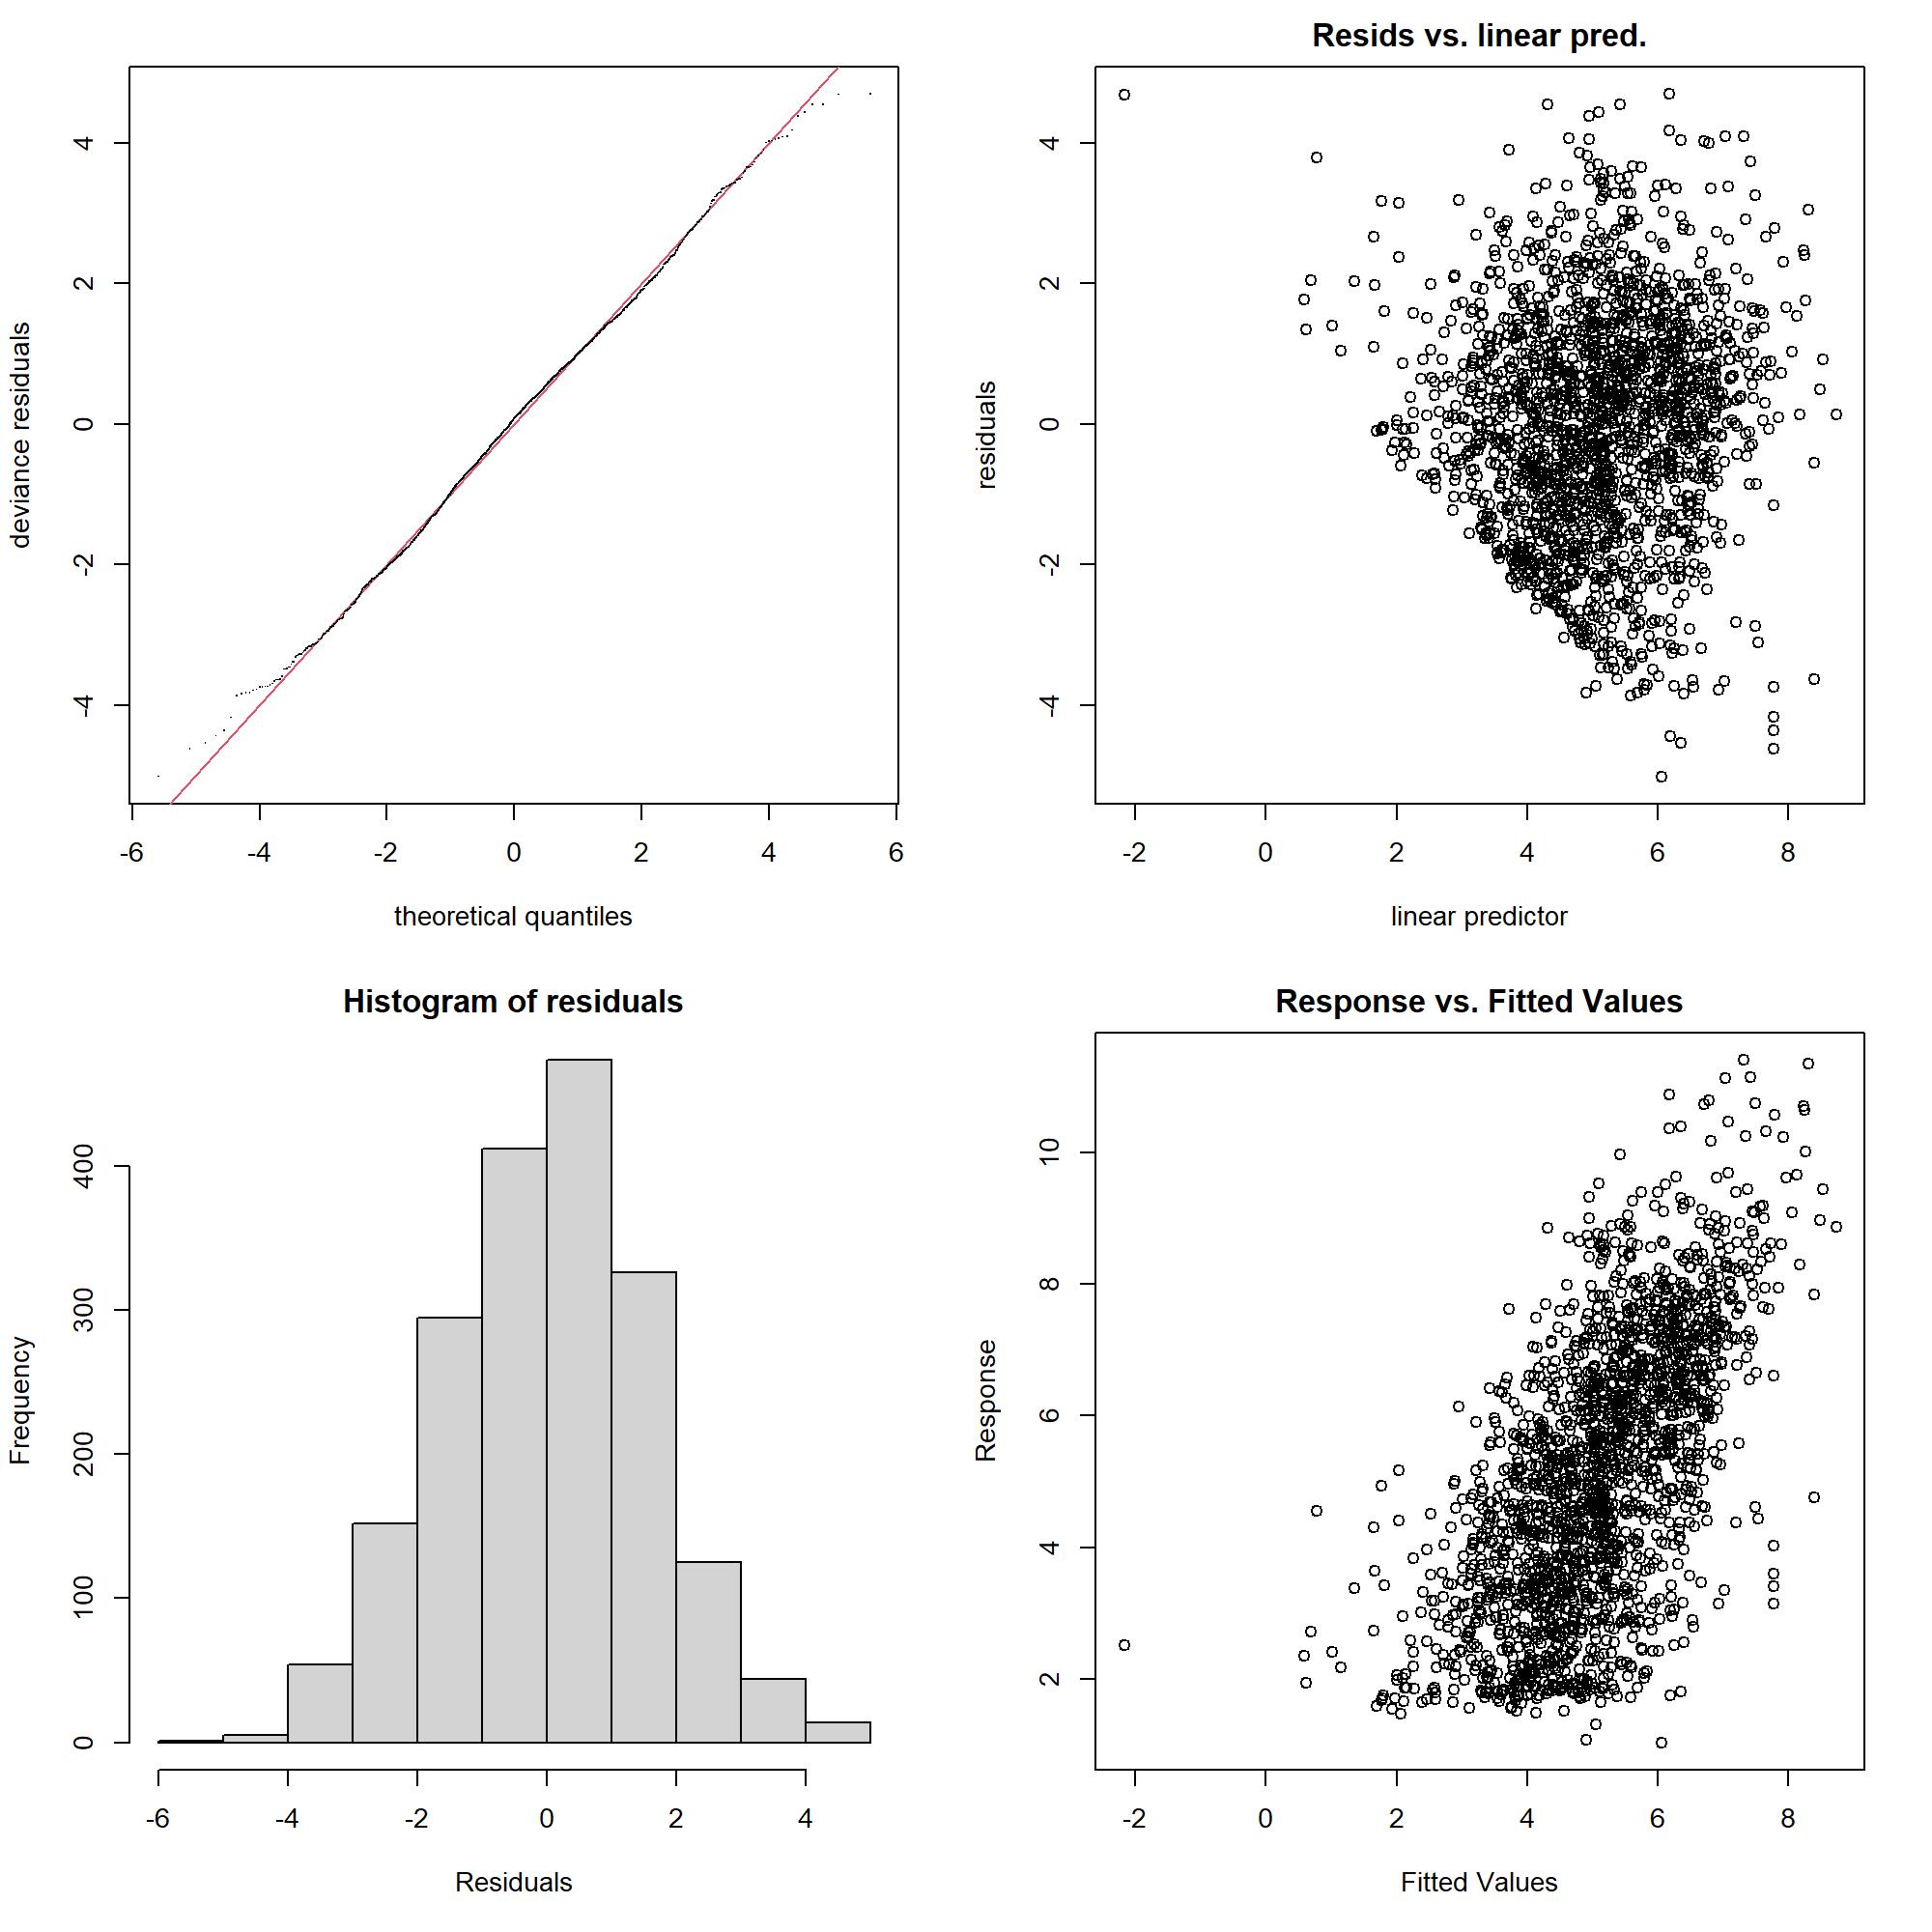 deviance residuals
4
2
0
-2
-4
-6 -4 -2 0 2 4 6
theoretical quantiles
Resids vs. linear pred.
residuals
4
2
0
-2
-4
-2 0 2 4 6 8
linear predictor
Histogram of residuals
Frequency
400
300
200
100
0
-6 -4 -2 0 2 4
Residuals
Response vs. Fitted Values
Response
10
8
6
4
2
-2 0 2 4 6 8
Fitted Values